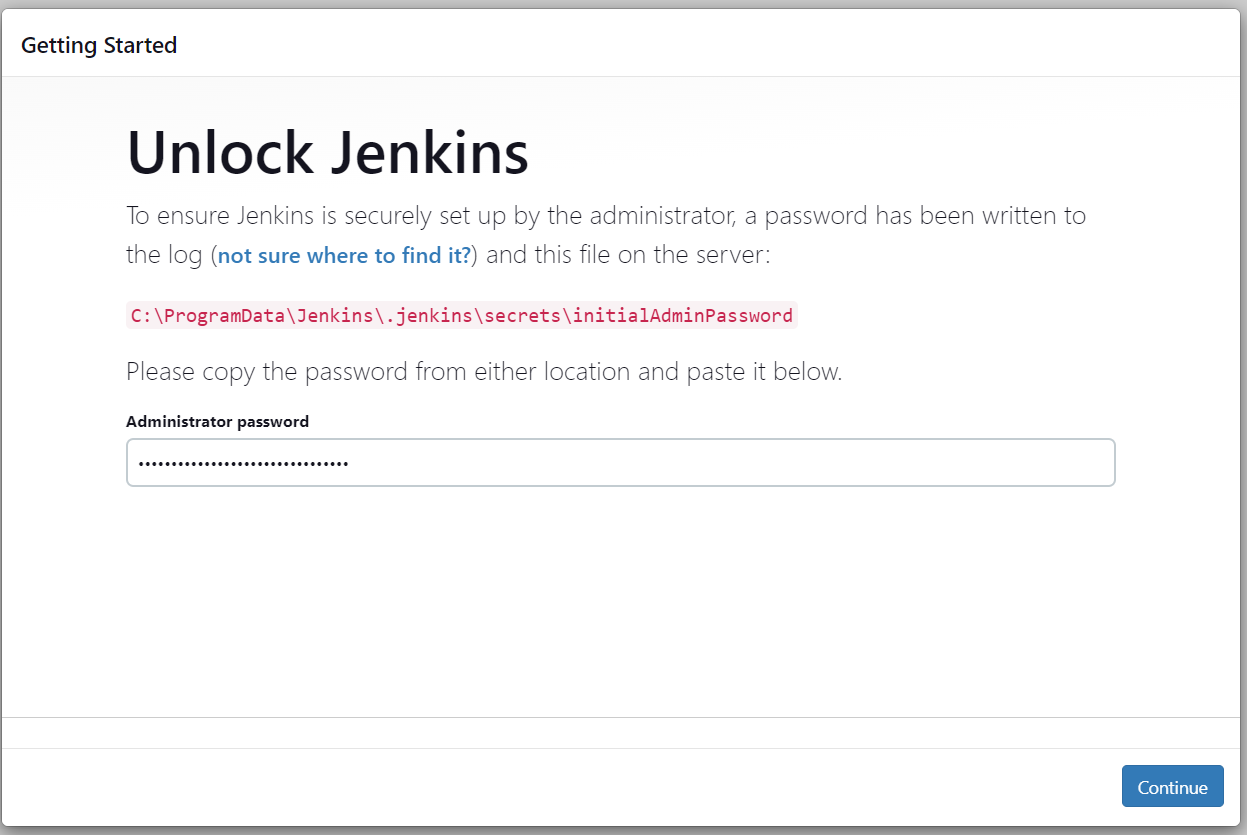 Getting Started
Unlock Jenkins
To ensure Jenkins is securely set up by the administrator, a password has been written to
the log (not sure where to find it?) and this file on the server:
C:\ProgramData\Jenkins\.jenkins\secrets\initialAdminPassword
Please copy the password from either location and paste it below.
Administrator password
••••••••••••••••••••••••••••••••
Continue